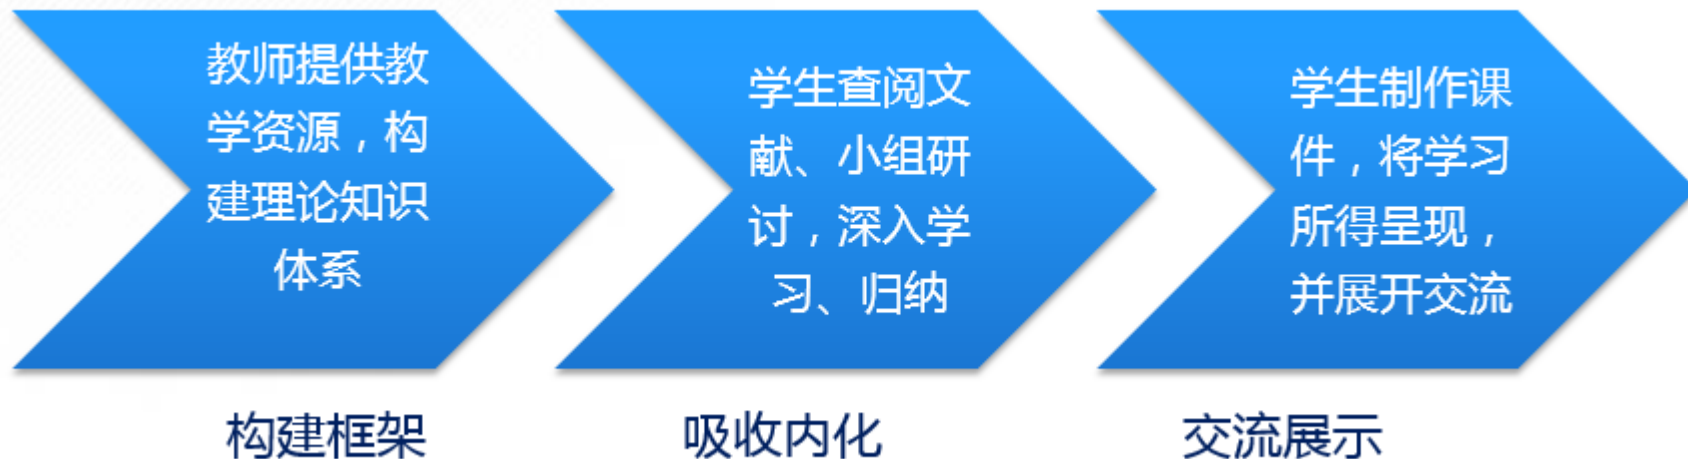 教师提供教
学资源，构
建理论知识
体系
学生查阅文
献、小组研
讨，深入学
习、归纳
学生制作课
件，将学习
所得呈现，
并展开交流
构建框架
吸收内化
交流展示